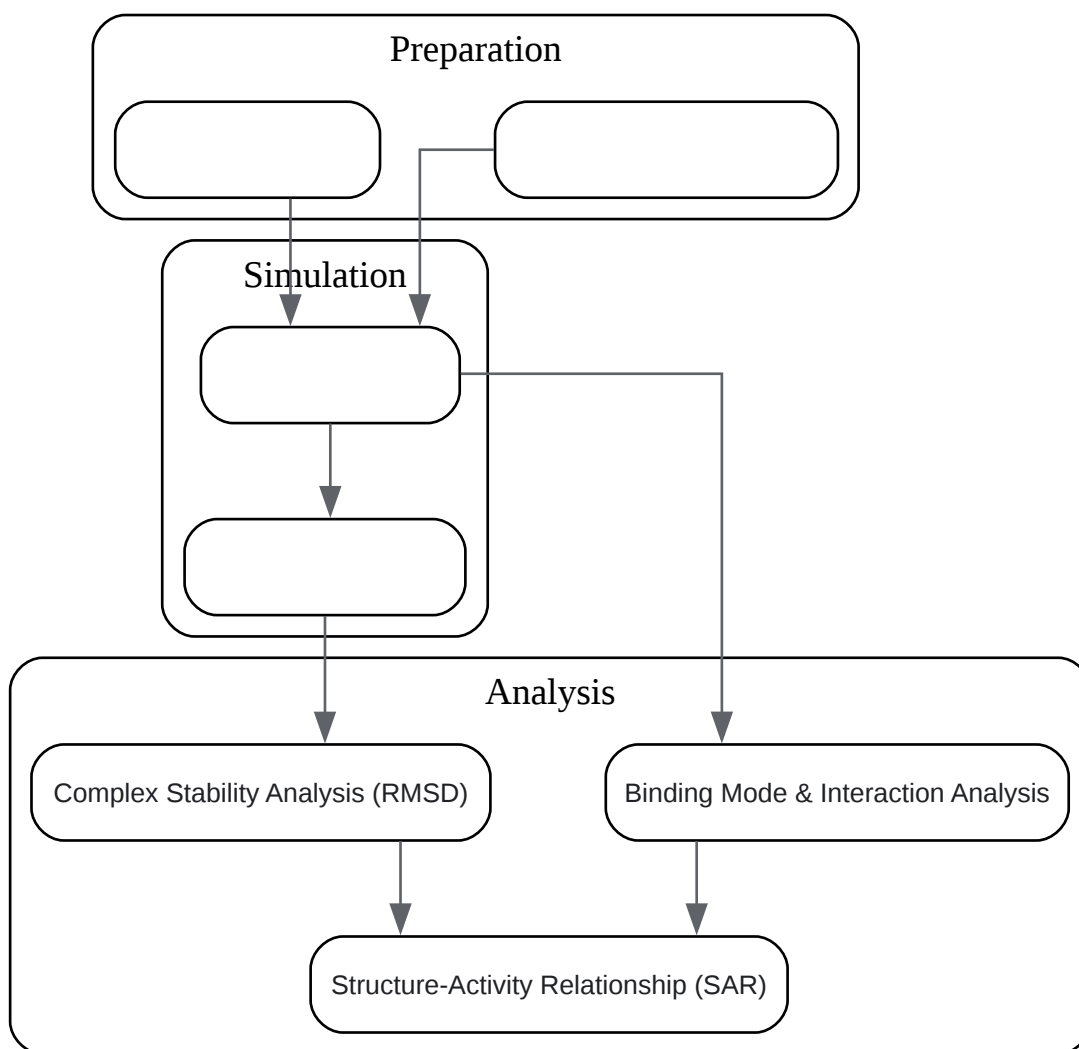 Preparation
Simulation
Analysis
Complex Stability Analysis (RMSD)
Binding Mode & Interaction Analysis
Structure-Activity Relationship (SAR)